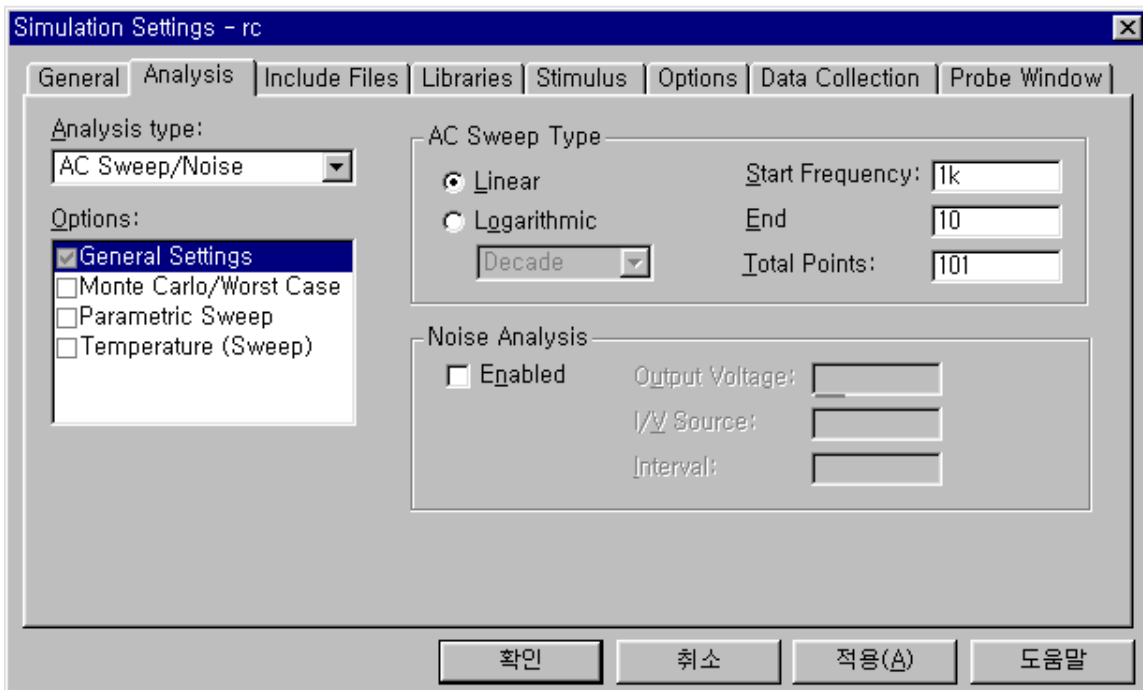 Simulation Settings - rc
General Analysis Include Files Libraries Stimulus Options Data Collection Probe Window
Analysis type:
AC Sweep/Noise
Options:
General Settings
Monte Carlo/Worst Case
Parametric Sweep
Temperature (Sweep)
AC Sweep Type
Linear
Logarithmic
Decade
Start Frequency: 1k
End 10
Total Points: 101
Noise Analysis
Enabled
Output Voltage:
I/V Source:
Interval:
확인 취소 적용(A) 도움말